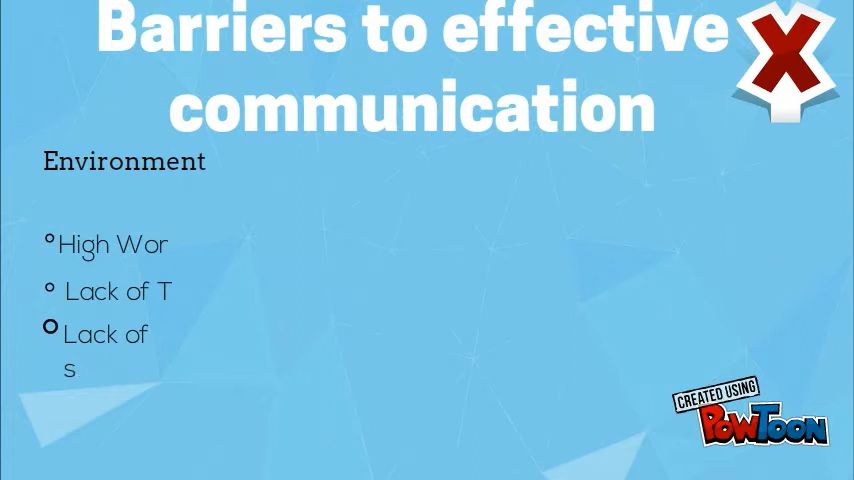 Barriers to effective
communication
Environment
° High Wor
° Lack of T
° Lack of
s
CREATED USING
POWTOON